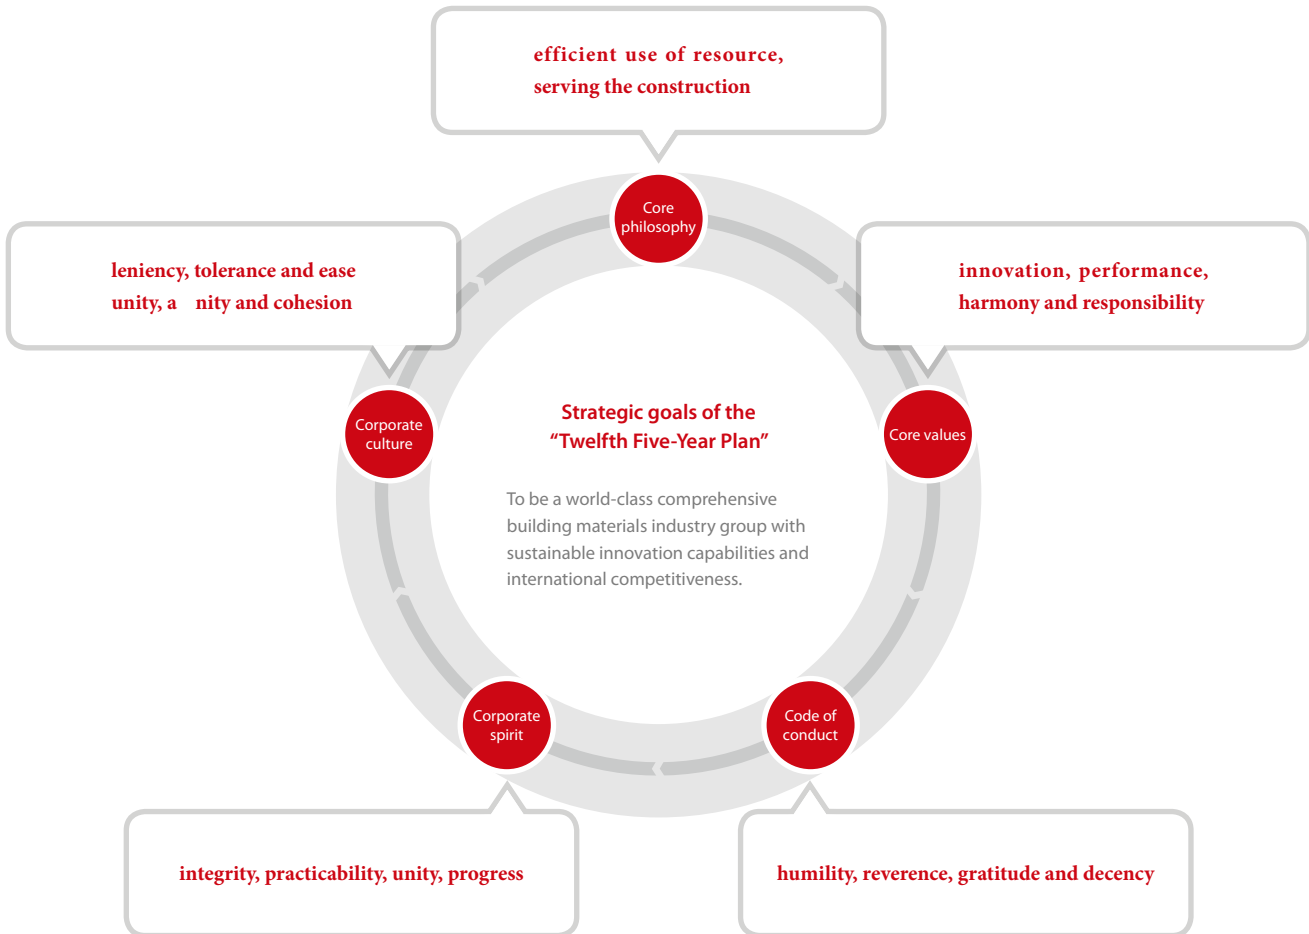 efficient use of resource,
serving the construction
Core
philosophy
leniency, tolerance and ease
unity, a nity and cohesion
innovation, performance,
harmony and responsibility
Corporate
culture
Core values
Strategic goals of the
“Twelfth Five-Year Plan”
To be a world-class comprehensive
building materials industry group with
sustainable innovation capabilities and
international competitiveness.
Corporate
spirit
Code of
conduct
integrity, practicability, unity, progress
humility, reverence, gratitude and decency